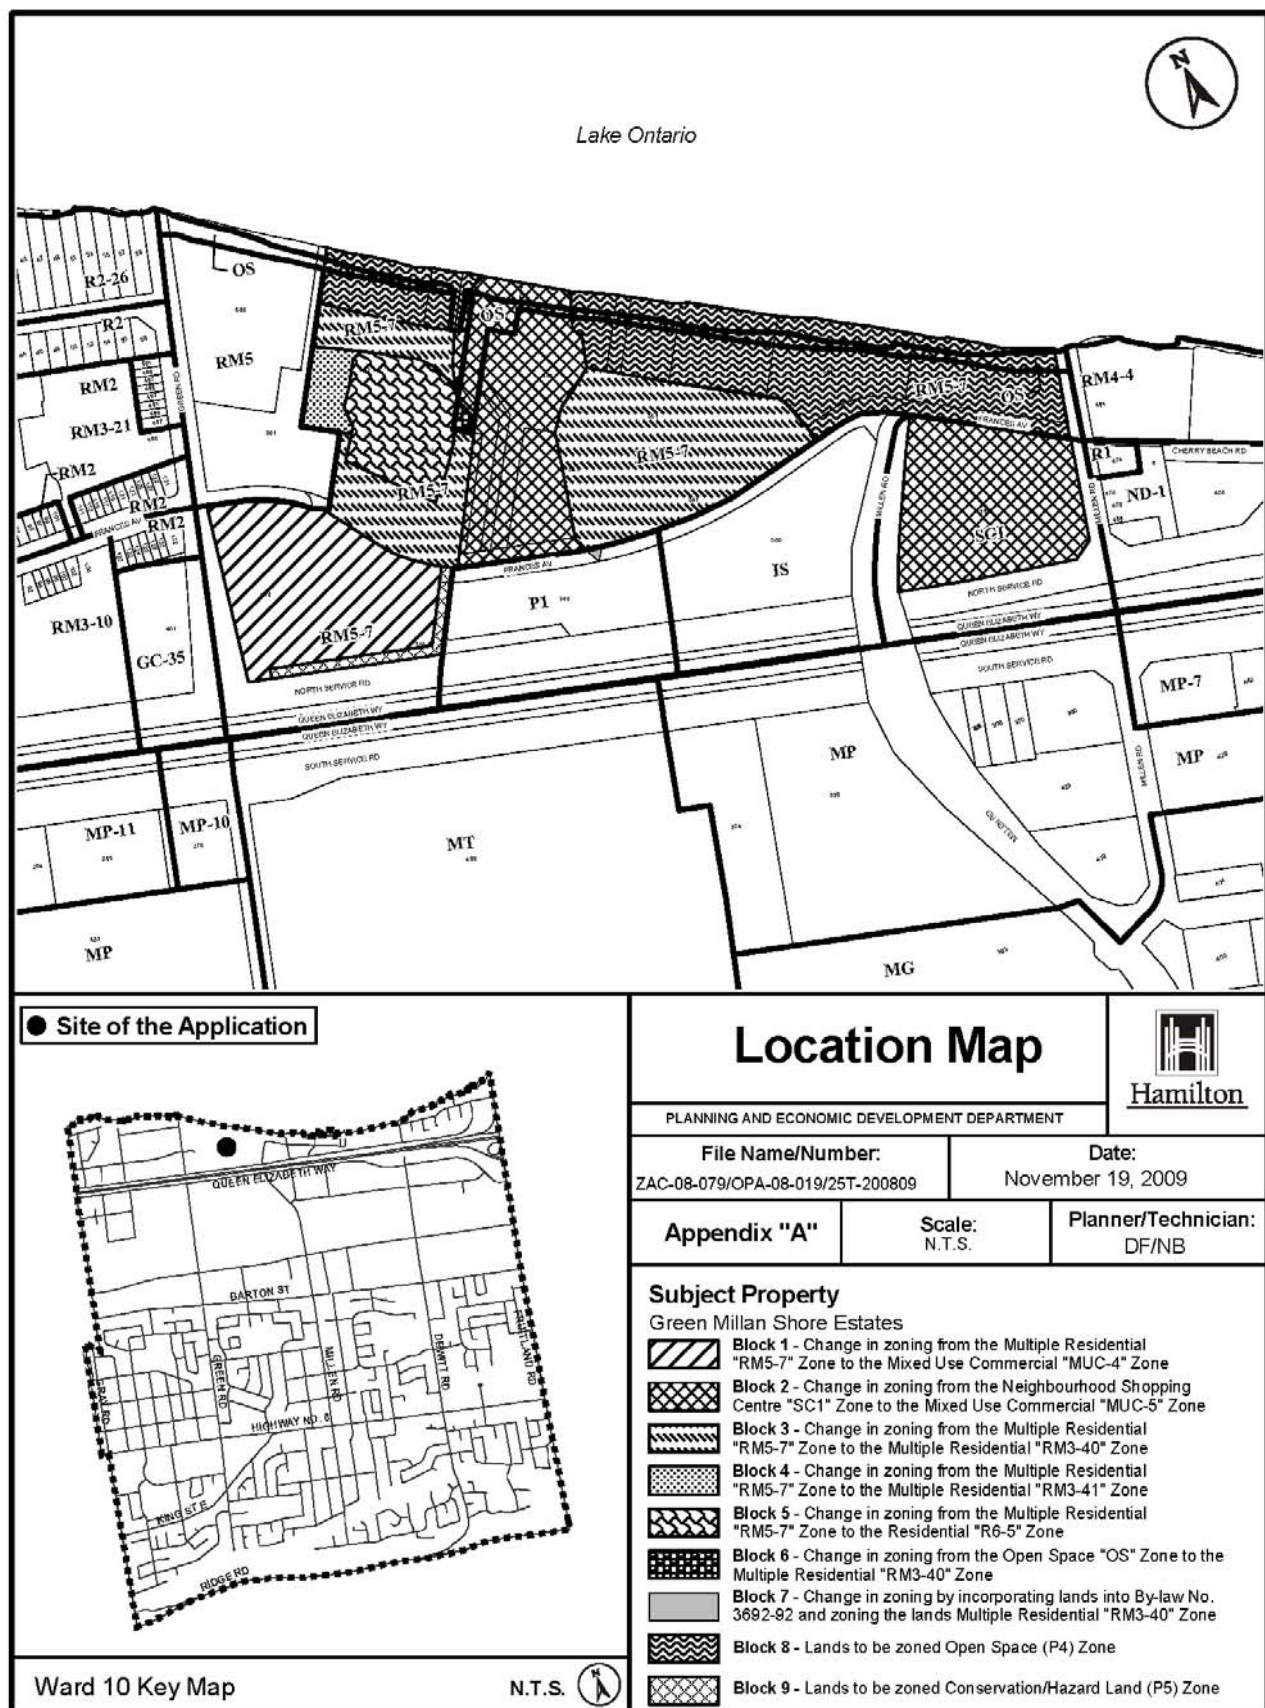 N
Lake Ontario
OS
R2-26
R2
RM5
RM5-7
OS
RM2
GREEN RD
RM3-21
RM5-7
OS
RM4-4
FRANCES AV
R1
CHERRY BEACH RD
ND-1
RM2
RM2
RM2
FRANCES AV
RM5-7
RM5-7
MILLEN RD
SC1
MILLEN RD
RM3-10
GC-35
RM5-7
FRANCES AV
P1
IS
NORTH SERVICE RD
QUEEN ELIZABETH WY
QUEEN ELIZABETH WY
SOUTH SERVICE RD
NORTH SERVICE RD
QUEEN ELIZABETH WY
QUEEN ELIZABETH WY
SOUTH SERVICE RD
MP-7
MP
MP
MILLEN RD
MP-11
MP-10
MT
MILLEN RD
MP
MG
Site of the Application
QUEEN ELIZABETH WAY
BARTON ST
GRAY RD
GREEN RD
MILLEN RD
DEWITT RD
FRUITLAND RD
HIGHWAY NO. 8
KING ST E
RIDGE RD
Ward 10 Key Map
N.T.S.
N
Location Map
Hamilton
PLANNING AND ECONOMIC DEVELOPMENT DEPARTMENT
File Name/Number:
ZAC-08-079/OPA-08-019/25T-200809
Date:
November 19, 2009
Appendix "A"
Scale:
N.T.S.
Planner/Technician:
DF/NB
Subject Property
Green Millan Shore Estates
Block 1 - Change in zoning from the Multiple Residential
"RM5-7" Zone to the Mixed Use Commercial "MUC-4" Zone
Block 2 - Change in zoning from the Neighbourhood Shopping
Centre "SC1" Zone to the Mixed Use Commercial "MUC-5" Zone
Block 3 - Change in zoning from the Multiple Residential
"RM5-7" Zone to the Multiple Residential "RM3-40" Zone
Block 4 - Change in zoning from the Multiple Residential
"RM5-7" Zone to the Multiple Residential "RM3-41" Zone
Block 5 - Change in zoning from the Multiple Residential
"RM5-7" Zone to the Residential "R6-5" Zone
Block 6 - Change in zoning from the Open Space "OS" Zone to the
Multiple Residential "RM3-40" Zone
Block 7 - Change in zoning by incorporating lands into By-law No.
3692-92 and zoning the lands Multiple Residential "RM3-40" Zone
Block 8 - Lands to be zoned Open Space (P4) Zone
Block 9 - Lands to be zoned Conservation/Hazard Land (P5) Zone